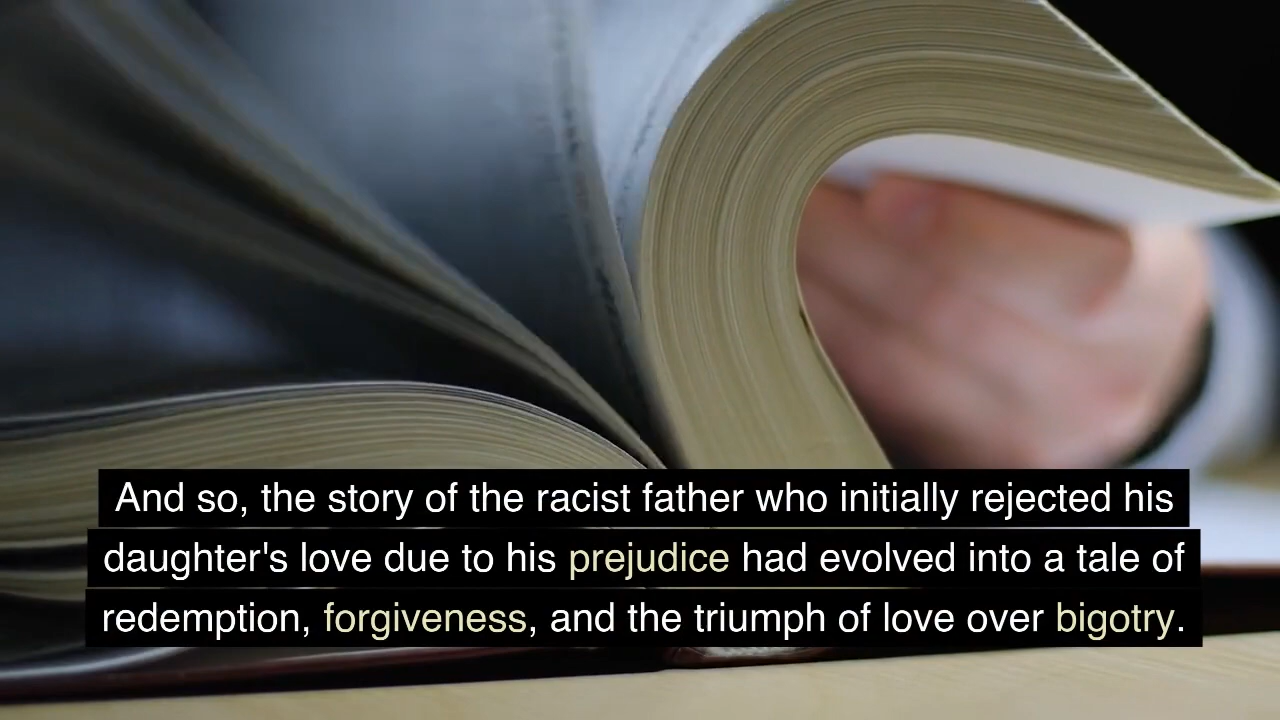 And so, the story of the racist father who initially rejected his
daughter's love due to his prejudice had evolved into a tale of
redemption, forgiveness, and the triumph of love over bigotry.